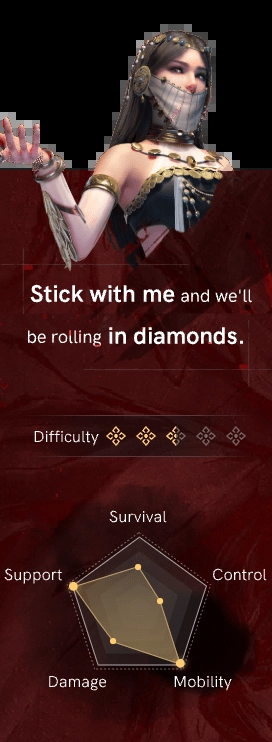 Stick with me and we'll
be rolling in diamonds.
Difficulty
Survival
Support
Control
Damage
Mobility